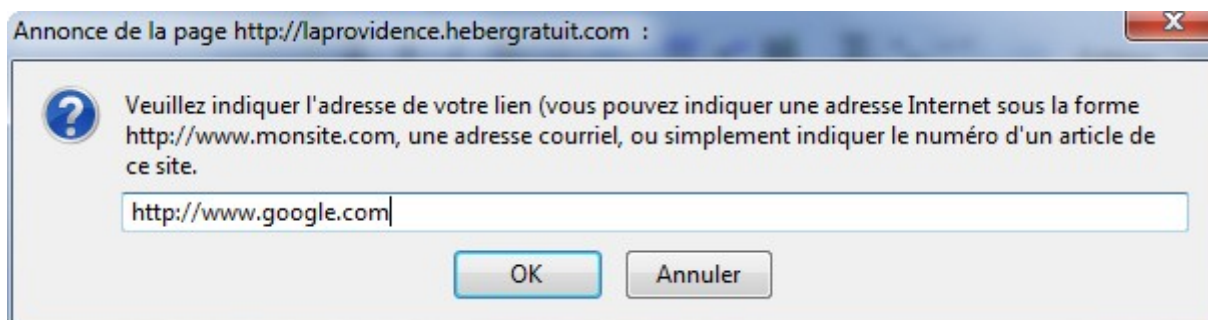 Annonce de la page http://laprovidence.hebergratuit.com :
Veuillez indiquer l'adresse de votre lien (vous pouvez indiquer une adresse Internet sous la forme
http://www.monsite.com, une adresse courriel, ou simplement indiquer le numéro d'un article de
ce site.
http://www.google.com
OK
Annuler